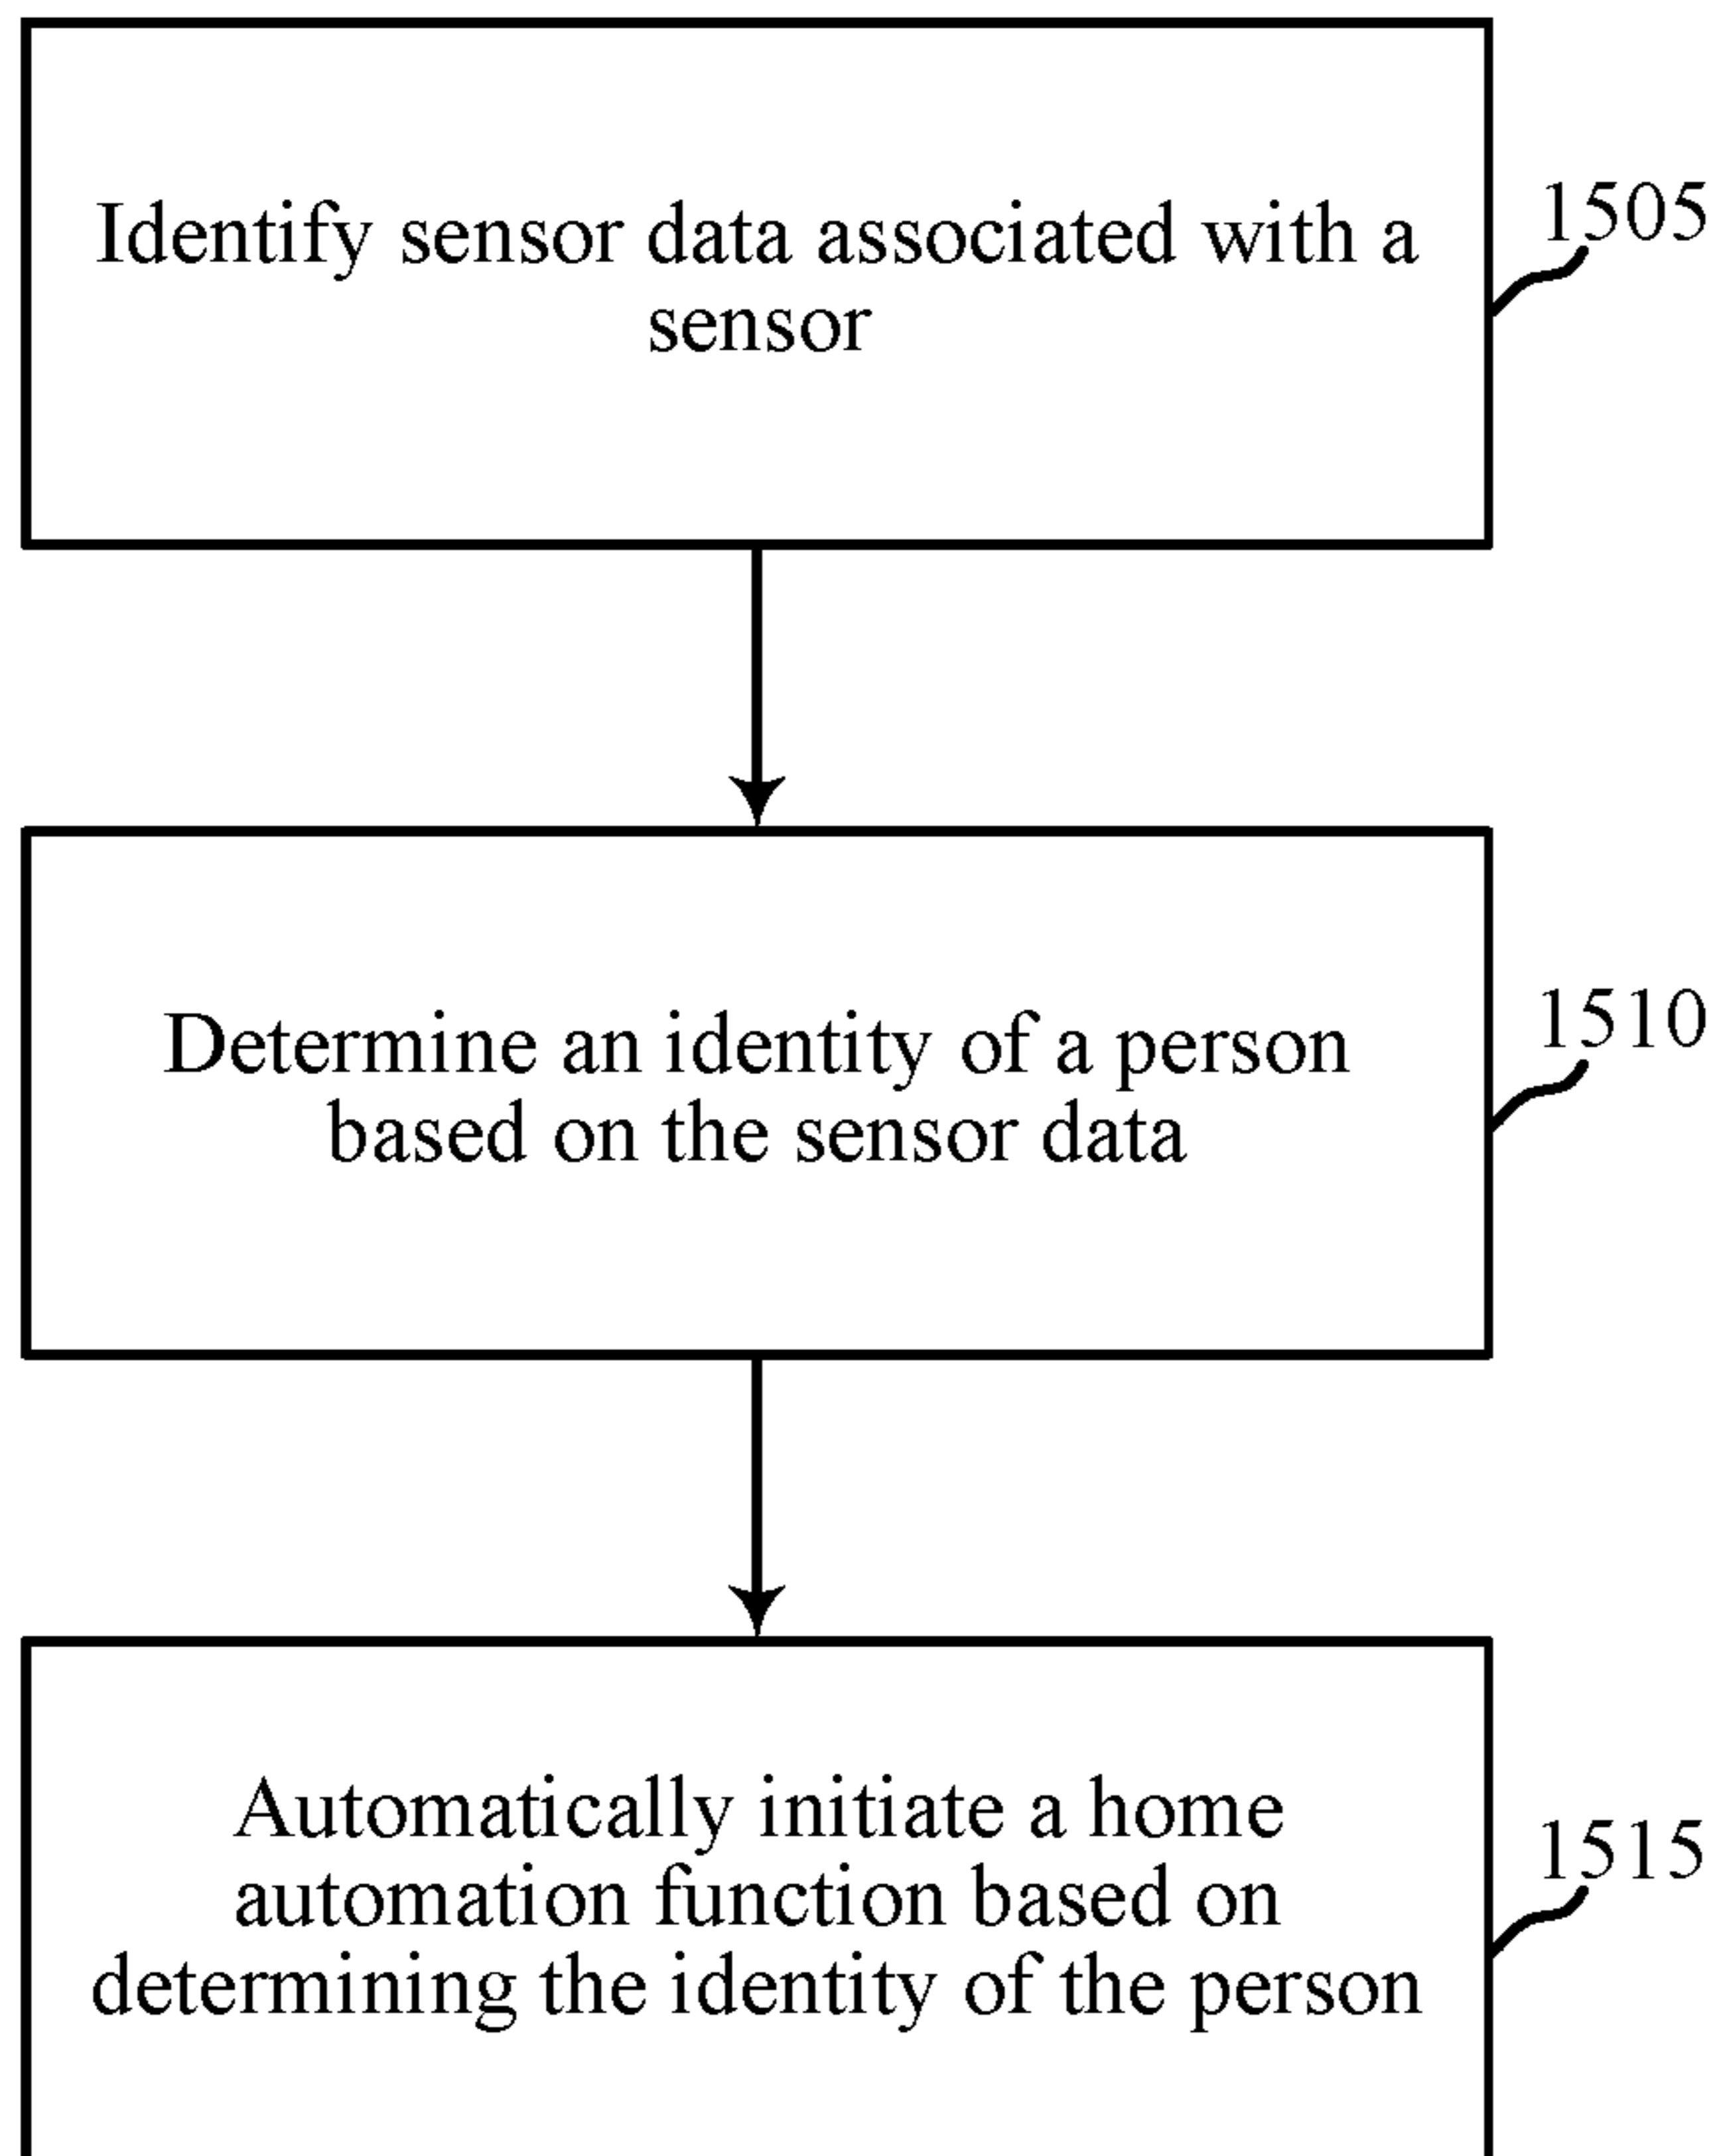 Identify sensor data associated with a
sensor
1505
Determine an identity of a person
based on the sensor data
1510
Automatically initiate a home
automation function based on
determining the identity of the person
1515